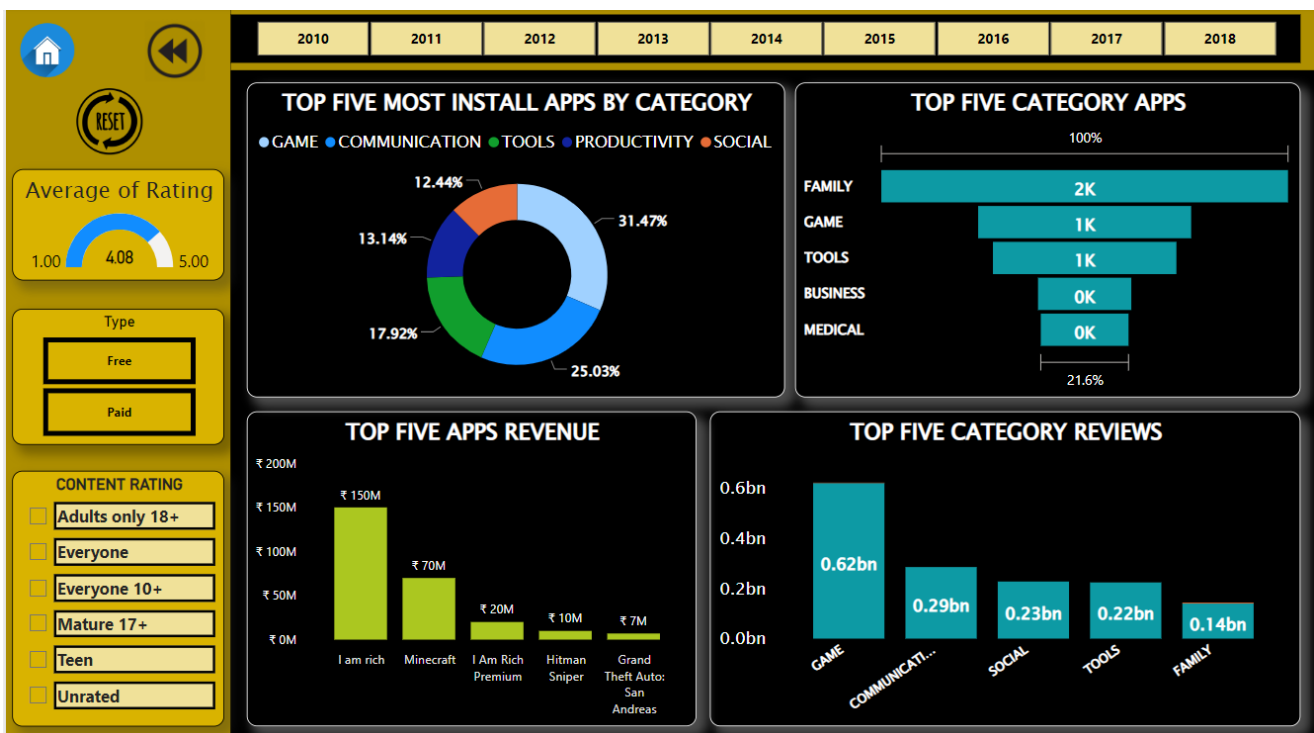 2010 2011 2012 2013 2014 2015 2016 2017 2018
RESET
Average of Rating
4.08
1.00 5.00
Type
Free
Paid
CONTENT RATING
Adults only 18+
Everyone
Everyone 10+
Mature 17+
Teen
Unrated
TOP FIVE MOST INSTALL APPS BY CATEGORY
GAME COMMUNICATION TOOLS PRODUCTIVITY SOCIAL
12.44%
31.47%
13.14%
17.92%
25.03%
TOP FIVE CATEGORY APPS
100%
FAMILY 2K
GAME 1K
TOOLS 1K
BUSINESS 0K
MEDICAL 0K
21.6%
TOP FIVE APPS REVENUE
₹ 200M
₹ 150M
₹ 100M
₹ 50M
₹ 0M
₹ 150M
₹ 70M
₹ 20M
₹ 10M
₹ 7M
I am rich
Minecraft
I Am Rich
Premium
Hitman
Sniper
Grand
Theft Auto:
San
Andreas
TOP FIVE CATEGORY REVIEWS
0.6bn
0.4bn
0.2bn
0.0bn
0.62bn
0.29bn
0.23bn
0.22bn
0.14bn
GAME
COMMUNICATI...
SOCIAL
TOOLS
FAMILY